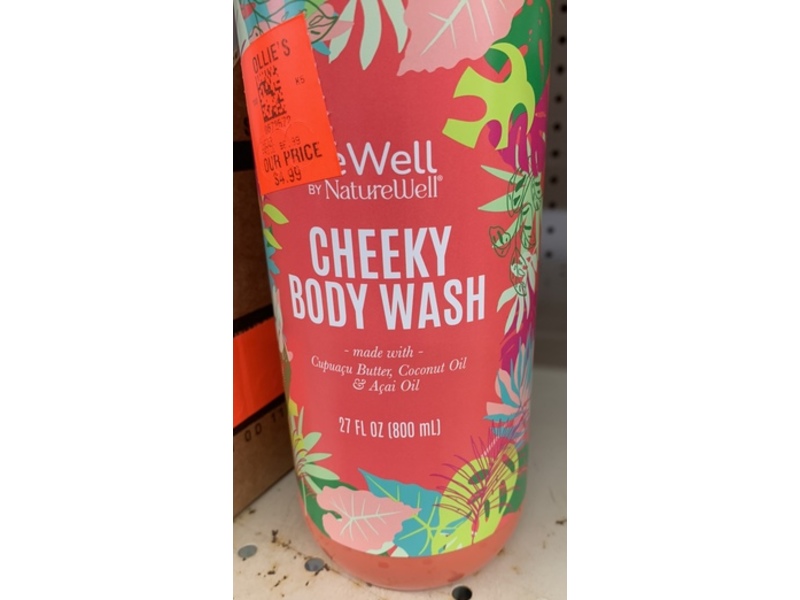 OLLIE'S
OUR PRICE
$4.99
eWell
BY NatureWell®
CHEEKY
BODY WASH
- made with -
Cupuaçu Butter, Coconut Oil
& Açai Oil
27 FL OZ (800 mL)